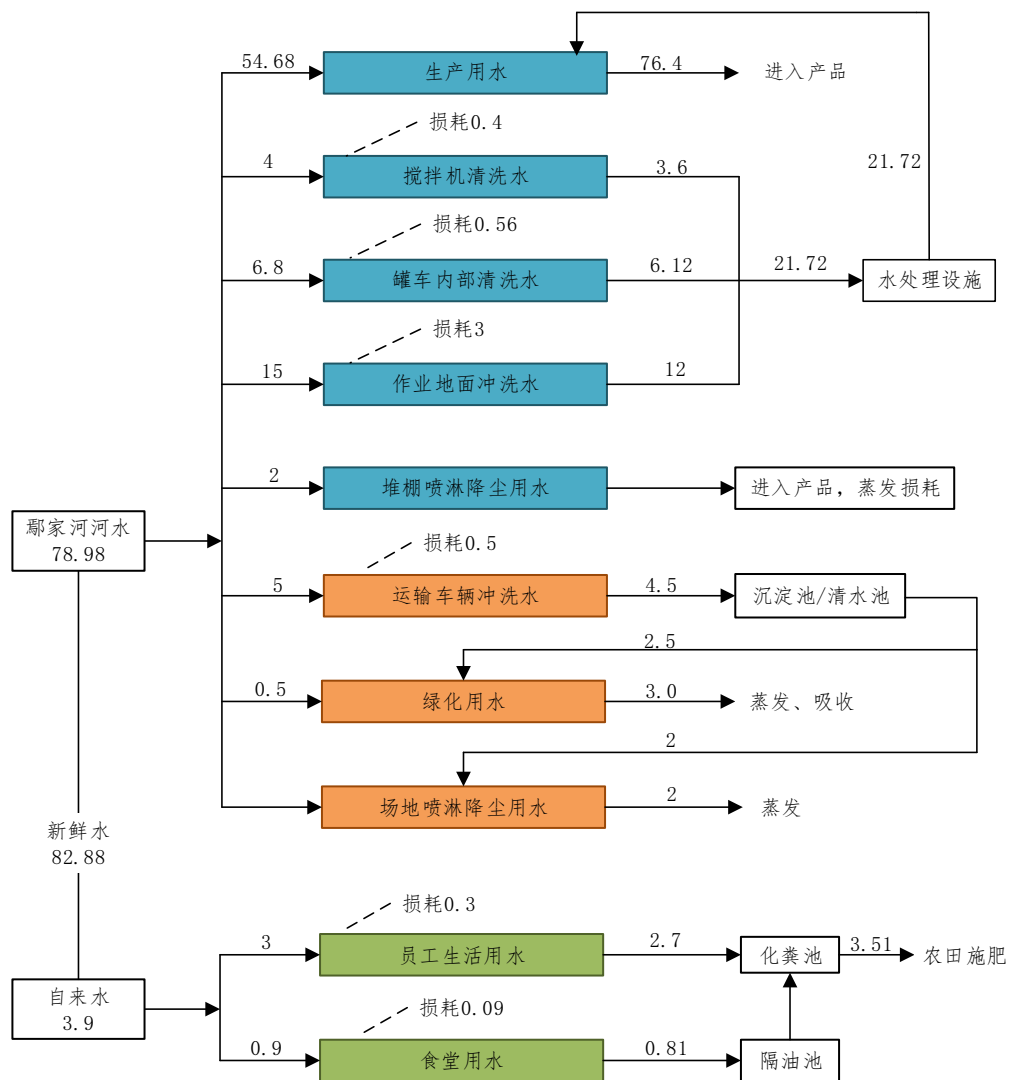 54.68
生产用水
76.4
进入产品
损耗0.4
4
搅拌机清洗水
3.6
21.72
损耗0.56
6.8
罐车内部清洗水
6.12
21.72
水处理设施
损耗3
15
作业地面冲洗水
12
2
堆棚喷淋降尘用水
进入产品，蒸发损耗
鄢家河河水
78.98
损耗0.5
5
运输车辆冲洗水
4.5
沉淀池/清水池
2.5
0.5
绿化用水
3.0
蒸发、吸收
2
场地喷淋降尘用水
2
蒸发
新鲜水
82.88
损耗0.3
3
员工生活用水
2.7
化粪池
3.51
农田施肥
自来水
3.9
损耗0.09
0.9
食堂用水
0.81
隔油池